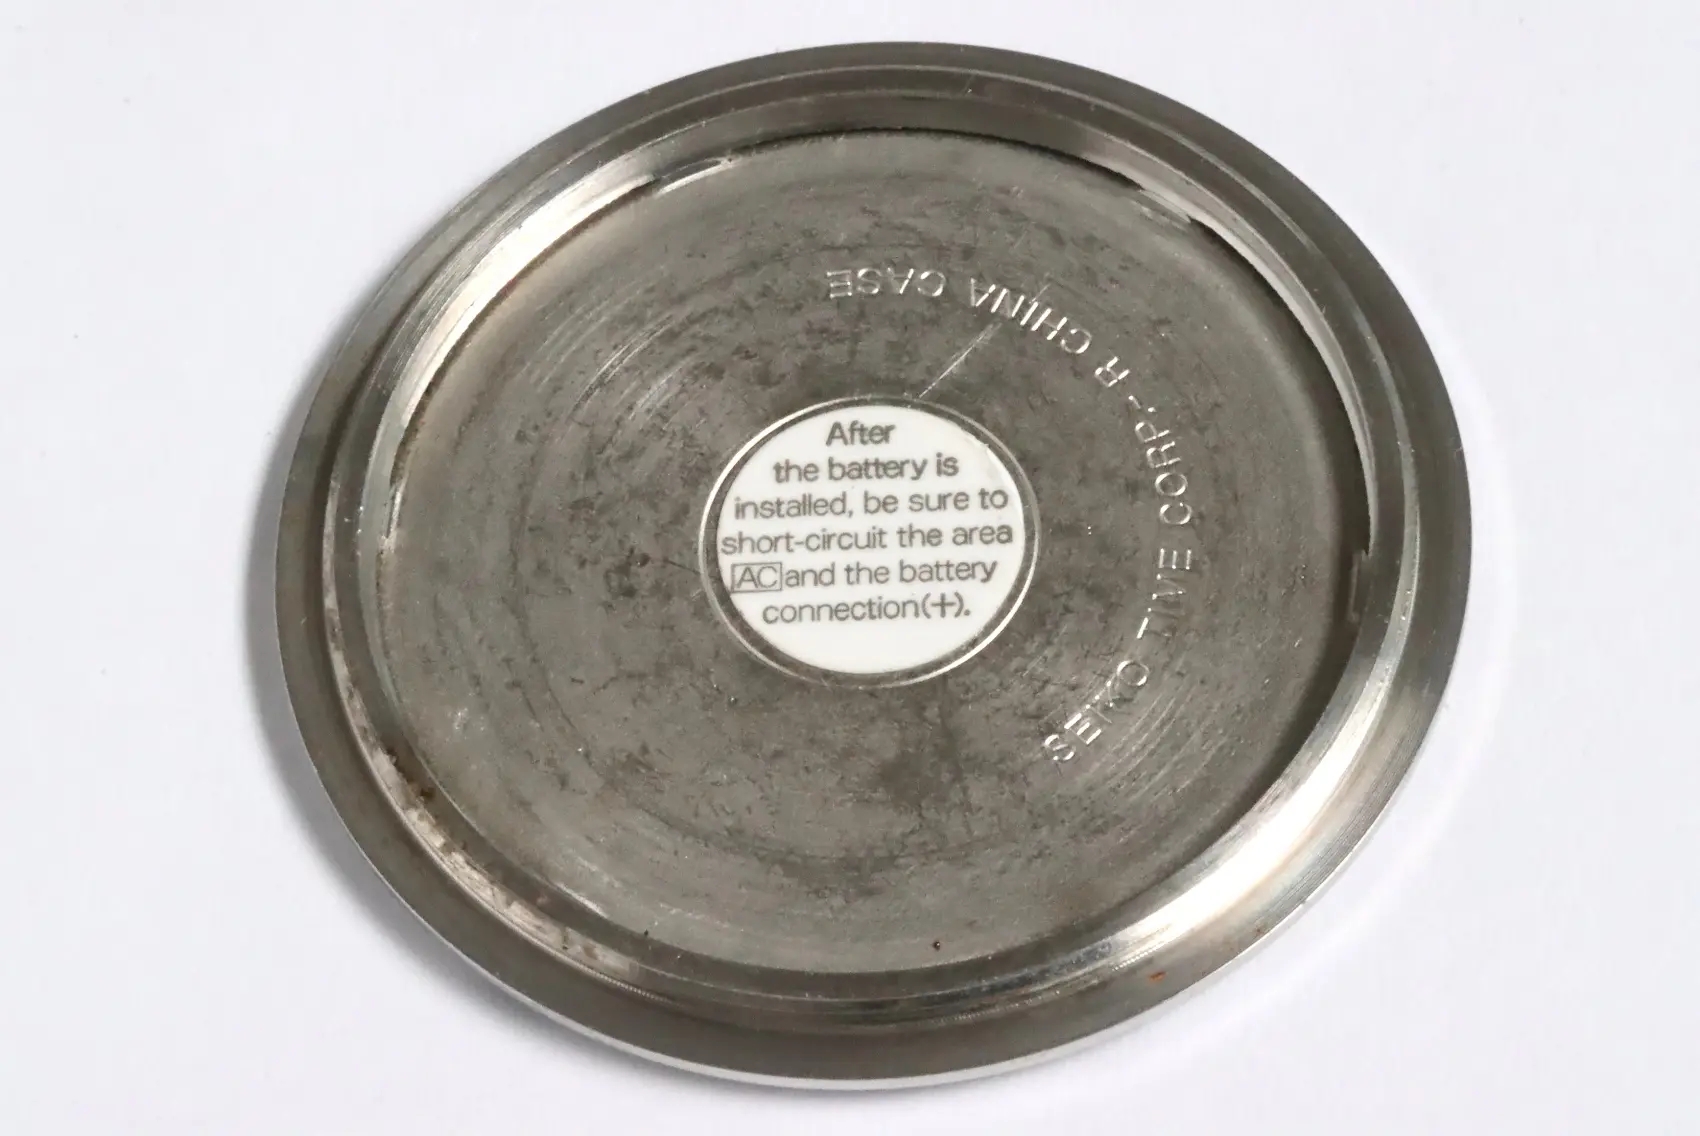 After
the battery is
installed, be sure to
short-circuit the area
AC and the battery
connection(+).
SEIKO TIME CORP.-R CHINA CASE